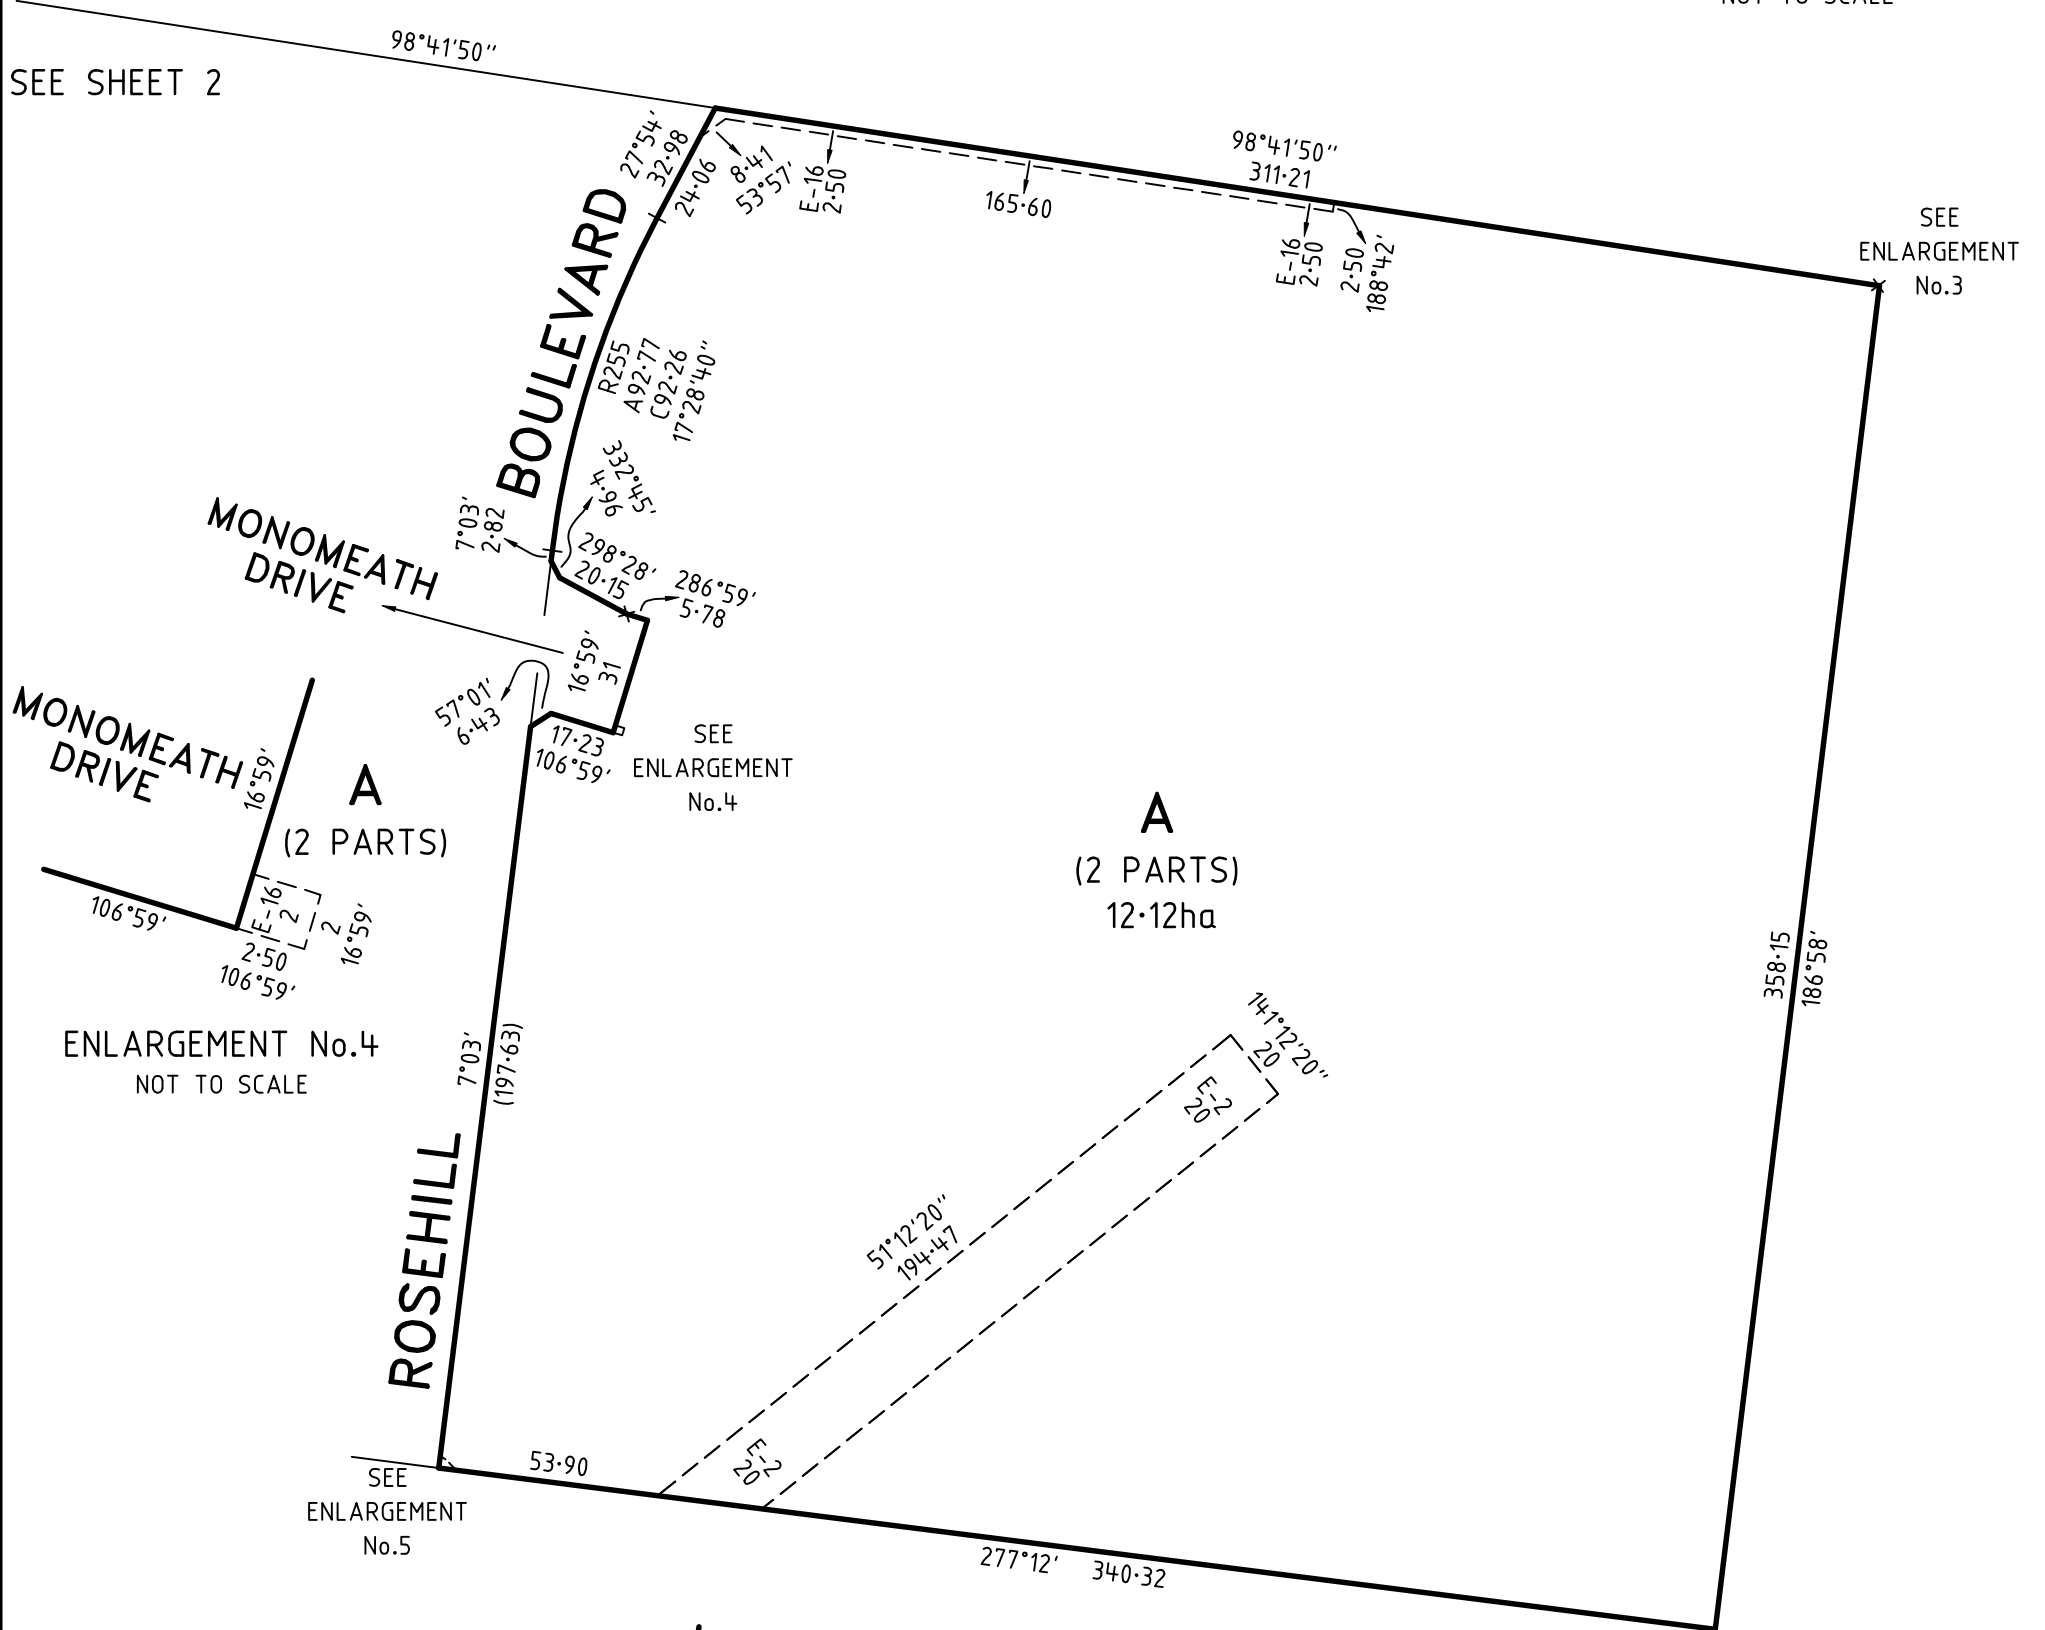 NOT TO SCALE
98°41'50"
SEE SHEET 2
27°54'
32·98
24·06
8·41
53°57'
E-16
2·50
165·60
98°41'50"
311·21
E-16
2·50
2·50
188°42'
SEE
ENLARGEMENT
No.3
BOULEVARD
R255
A92·77
C92·26
17°28'40"
332°45'
4·96
7°03'
2·82
298°28'
20·15
286°59'
5·78
MONOMEATH
DRIVE
16°59'
31
57°01'
6·43
17·23
106°59'
SEE
ENLARGEMENT
No.4
MONOMEATH
DRIVE
16°59'
A
(2 PARTS)
E-16
2
2
16°59'
106°59'
2·50
106°59'
ENLARGEMENT No.4
NOT TO SCALE
A
(2 PARTS)
12·12ha
358·15
186°58'
7°03'
(197·63)
141°12'20"
20
E-2
20
51°12'20"
194·47
ROSEHILL
E-2
20
53·90
SEE
ENLARGEMENT
No.5
277°12' 340·32